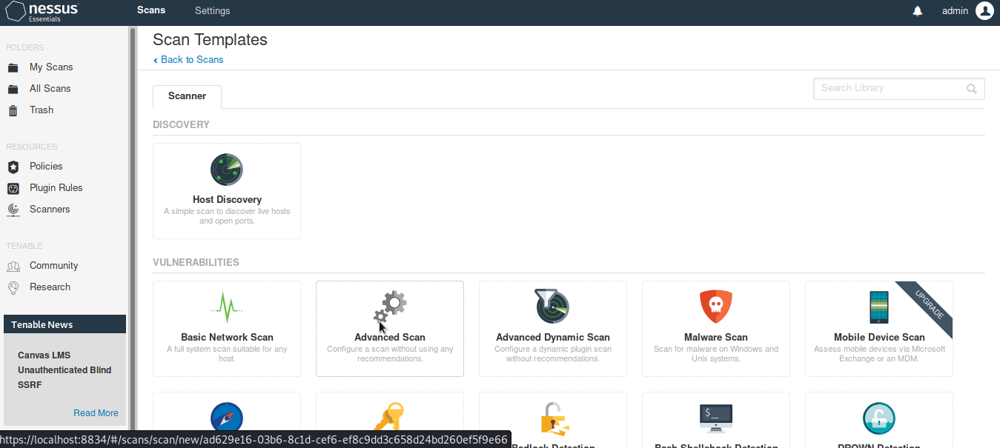 nessus
Essentials
Scans
Settings
admin
FOLDERS
My Scans
All Scans
Trash
RESOURCES
Policies
Plugin Rules
Scanners
TENABLE
Community
Research
Tenable News
Canvas LMS
Unauthenticated Blind
SSRF
Read More
Scan Templates
Back to Scans
Scanner
Search Library
DISCOVERY
Host Discovery
A simple scan to discover live hosts
and open ports.
VULNERABILITIES
Basic Network Scan
A full system scan suitable for any
host.
Advanced Scan
Configure a scan without using any
recommendations.
Advanced Dynamic Scan
Configure a dynamic plugin scan
without recommendations.
Malware Scan
Scan for malware on Windows and
Unix systems.
UPGRADE
Mobile Device Scan
Assess mobile devices via Microsoft
Exchange or an MDM.
$_
Badlock Detection
Bash Shellshock Detection
DROWN Detection
https://localhost:8834/#/scans/scan/new/ad629e16-03b6-8c1d-cef6-ef8c9dd3c658d24bd260ef5f9e66